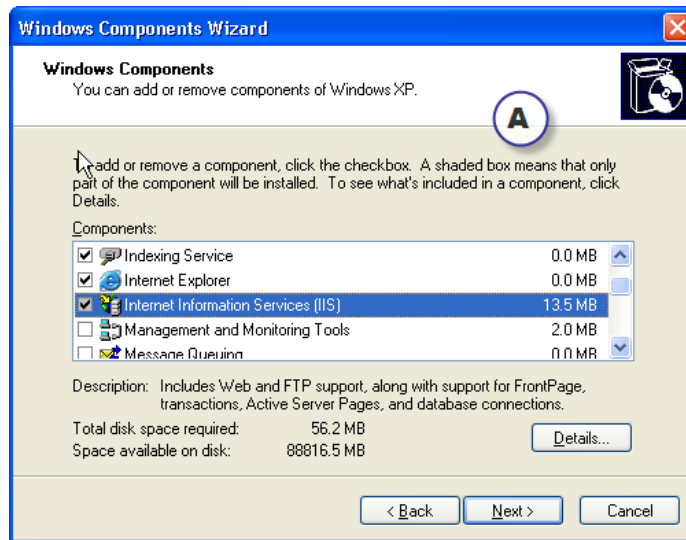 Windows Components Wizard
Windows Components
You can add or remove components of Windows XP.
A
To add or remove a component, click the checkbox. A shaded box means that only
part of the component will be installed. To see what's included in a component, click
Details.
Components:
Indexing Service 0.0 MB
Internet Explorer 0.0 MB
Internet Information Services (IIS) 13.5 MB
Management and Monitoring Tools 2.0 MB
Message Queuing 0.0 MB
Description: Includes Web and FTP support, along with support for FrontPage,
transactions, Active Server Pages, and database connections.
Total disk space required: 56.2 MB
Space available on disk: 88816.5 MB
Details...
< Back Next > Cancel